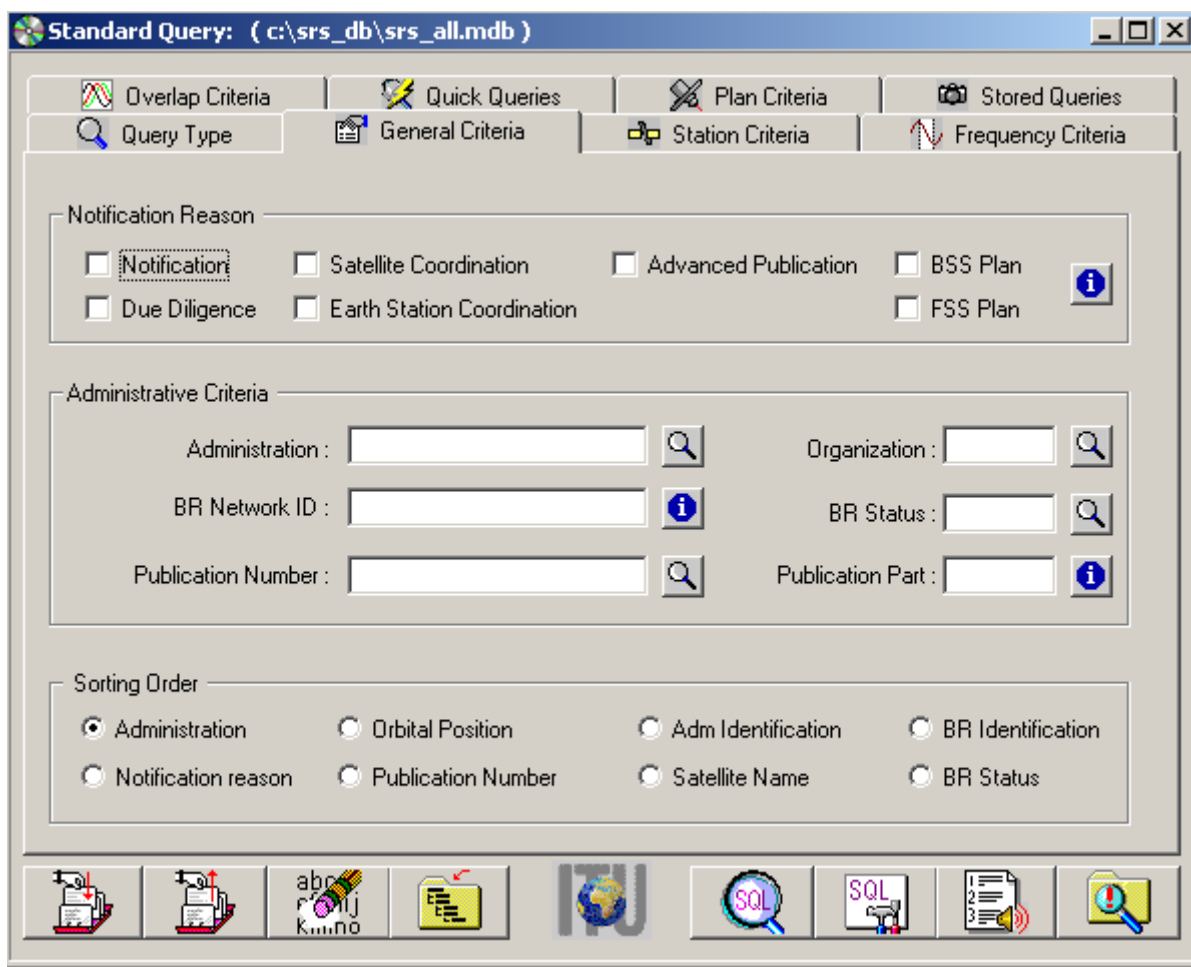 Standard Query:  ( c:\srs_db\srs_all.mdb )
Overlap Criteria Quick Queries Plan Criteria Stored Queries
Query Type General Criteria Station Criteria Frequency Criteria
Notification Reason
Notification Satellite Coordination Advanced Publication BSS Plan
Due Diligence Earth Station Coordination FSS Plan
Administrative Criteria
Administration : Organization :
BR Network ID : BR Status :
Publication Number : Publication Part :
Sorting Order
Administration Orbital Position Adm Identification BR Identification
Notification reason Publication Number Satellite Name BR Status
ITU SQL SQL